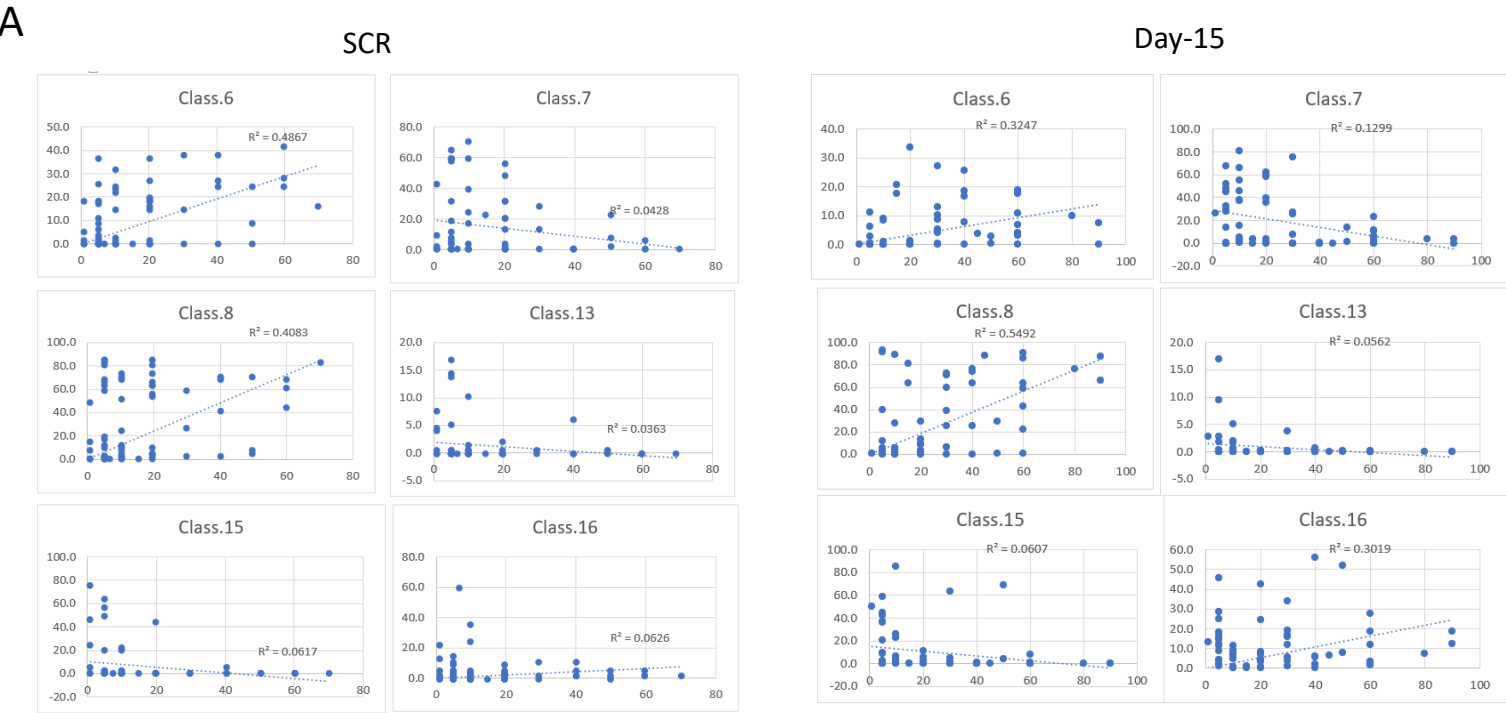 A
SCR
Day-15
Class.6
R² = 0.4867
50.0
40.0
30.0
20.0
10.0
0.0
0 20 40 60 80
Class.7
80.0
60.0
40.0
20.0
0.0
R² = 0.0428
0 20 40 60 80
Class.6
R² = 0.3247
40.0
30.0
20.0
10.0
0.0
0 20 40 60 80 100
Class.7
R² = 0.1299
100.0
80.0
60.0
40.0
20.0
0.0
-20.0
0 20 40 60 80 100
Class.8
R² = 0.4083
100.0
80.0
60.0
40.0
20.0
0.0
0 20 40 60 80
Class.13
20.0
15.0
10.0
5.0
0.0
-5.0
R² = 0.0363
0 20 40 60 80
Class.8
R² = 0.5492
100.0
80.0
60.0
40.0
20.0
0.0
0 20 40 60 80 100
Class.13
R² = 0.0562
20.0
15.0
10.0
5.0
0.0
-5.0
0 20 40 60 80 100
Class.15
100.0
80.0
60.0
40.0
20.0
0.0
-20.0
R² = 0.0617
0 20 40 60 80
Class.16
80.0
60.0
40.0
20.0
0.0
R² = 0.0626
0 10 20 30 40 50 60 70 80
Class.15
R² = 0.0607
100.0
80.0
60.0
40.0
20.0
0.0
-20.0
0 20 40 60 80 100
Class.16
R² = 0.3019
60.0
50.0
40.0
30.0
20.0
10.0
0.0
0 20 40 60 80 100